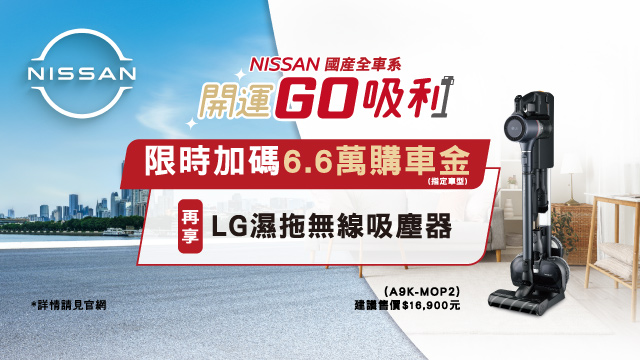 NISSAN
NISSAN 國產全車系
開運GO吸利
限時加碼6.6萬購車金
(指定車型)
再享
LG濕拖無線吸塵器
(A9K-MOP2)
建議售價$16,900元
*詳情請見官網